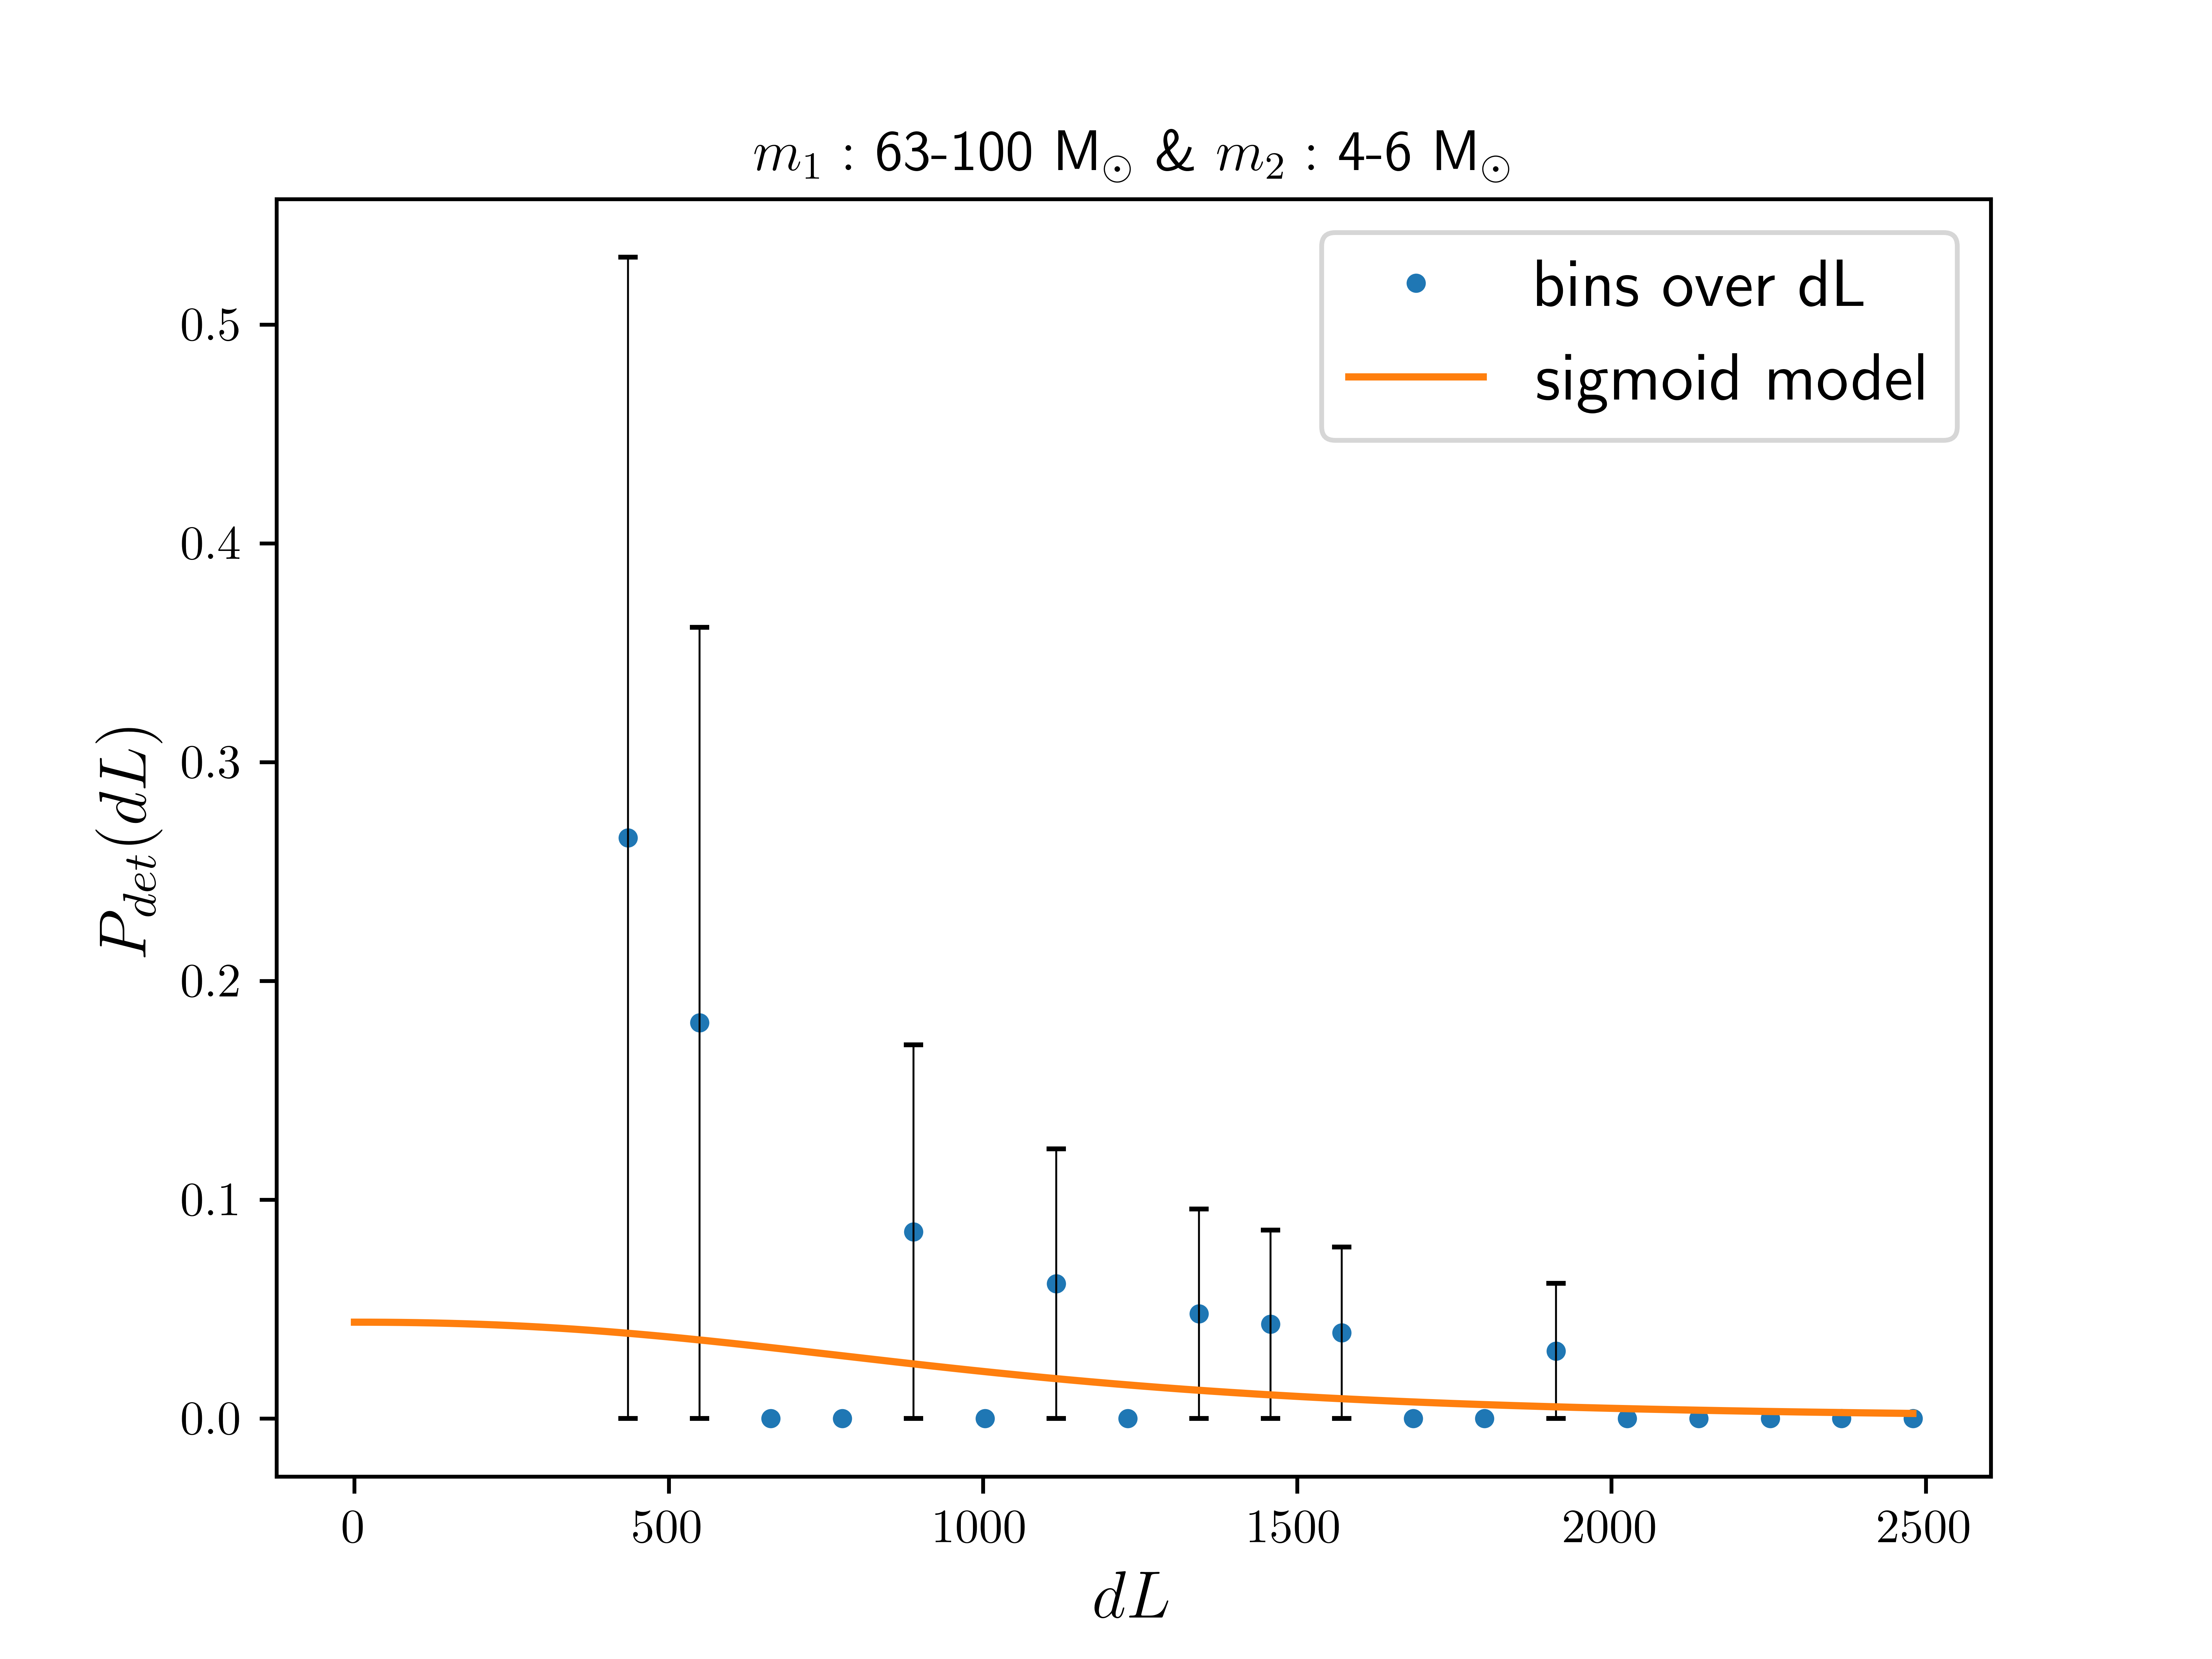 m₁ : 63-100 M⊙ & m₂ : 4-6 M⊙
bins over dL
sigmoid model
0.5
0.4
0.3
0.2
0.1
0.0
P_det(dL)
0 500 1000 1500 2000 2500
dL